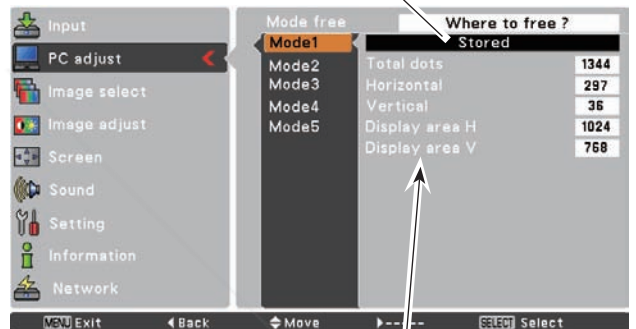 Input
PC adjust
Image select
Image adjust
Screen
Sound
Setting
Information
Network
Mode free
Where to free ?
Mode1
Stored
Mode2
Total dots 1344
Mode3
Horizontal 297
Vertical 36
Mode4
Display area H 1024
Mode5
Display area V 768
MENU Exit
Back
Move
-----
SELECT Select